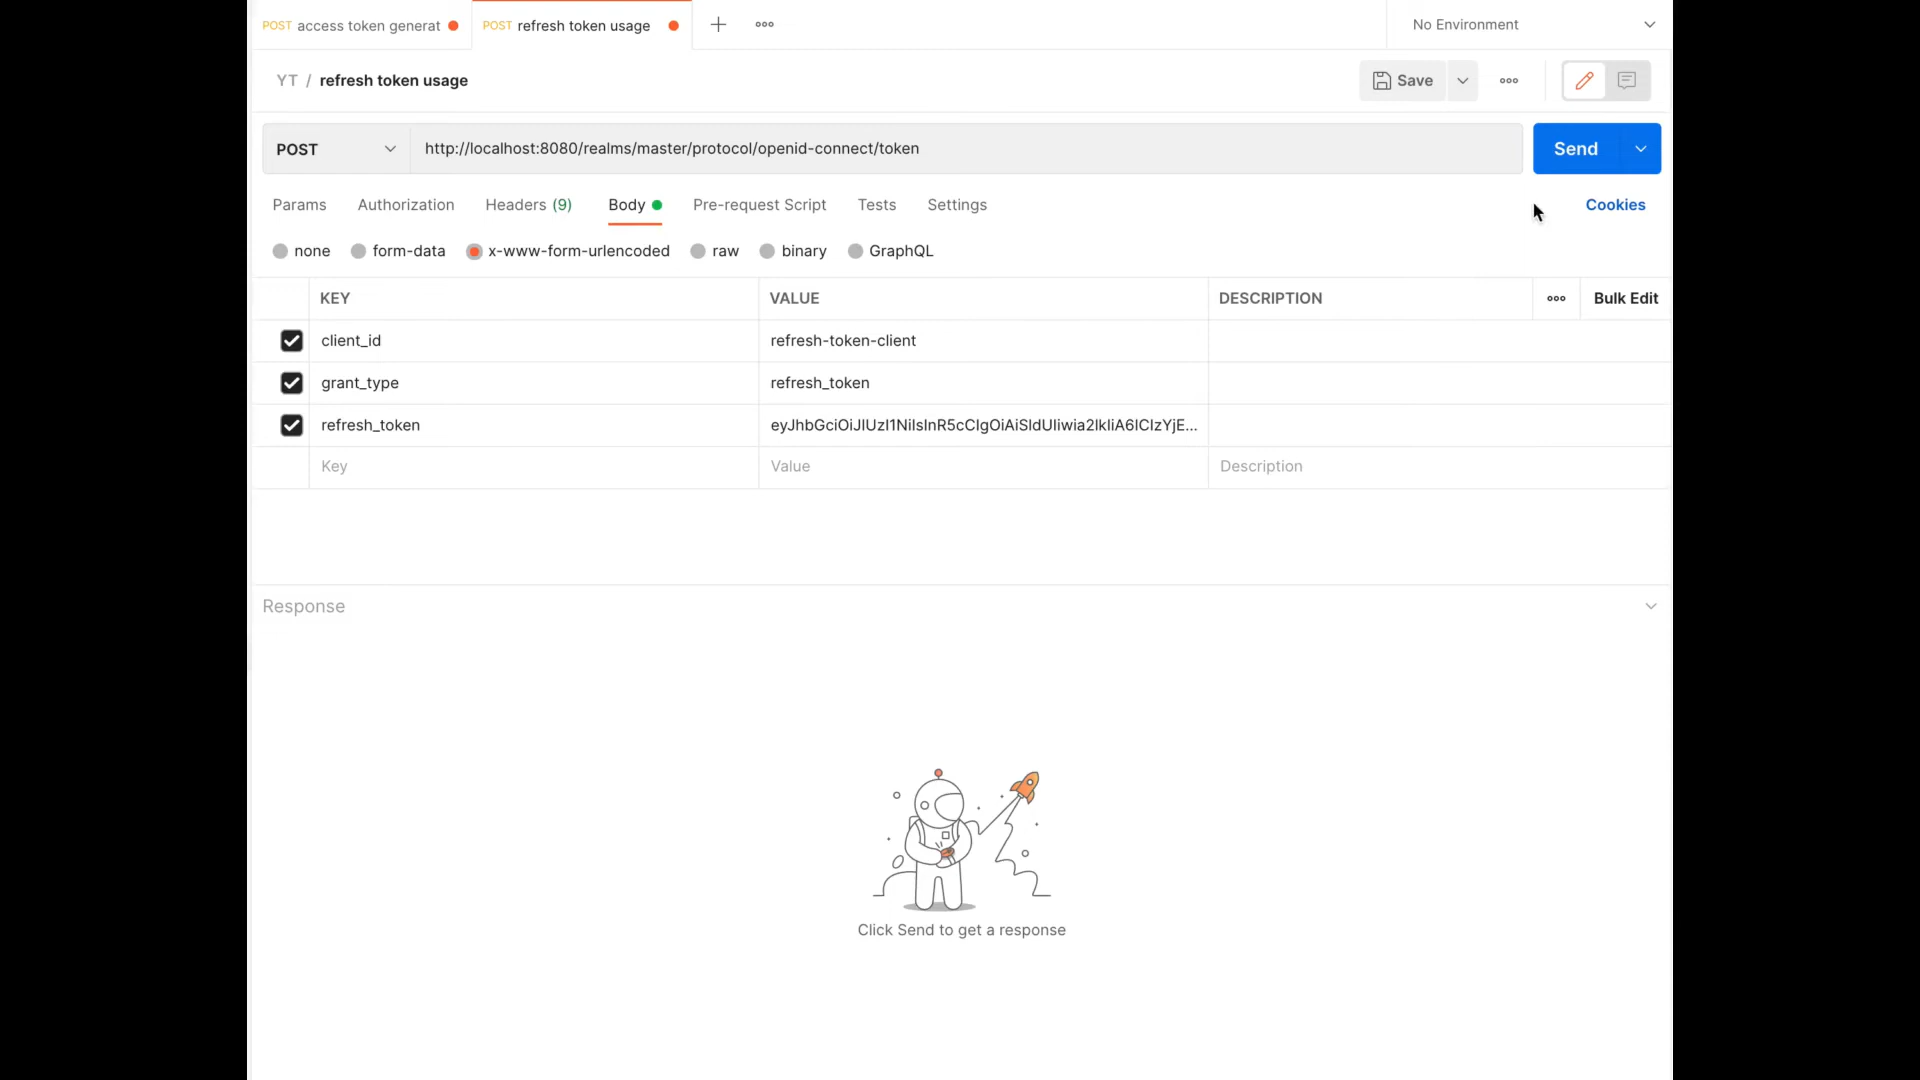 POST access token generat
POST refresh token usage
No Environment
YT / refresh token usage
Save
POST
http://localhost:8080/realms/master/protocol/openid-connect/token
Send
Params
Authorization
Headers (9)
Body
Pre-request Script
Tests
Settings
Cookies
none
form-data
x-www-form-urlencoded
raw
binary
GraphQL
KEY
VALUE
DESCRIPTION
Bulk Edit
client_id
refresh-token-client
grant_type
refresh_token
refresh_token
Key
Value
Description
Response
Click Send to get a response